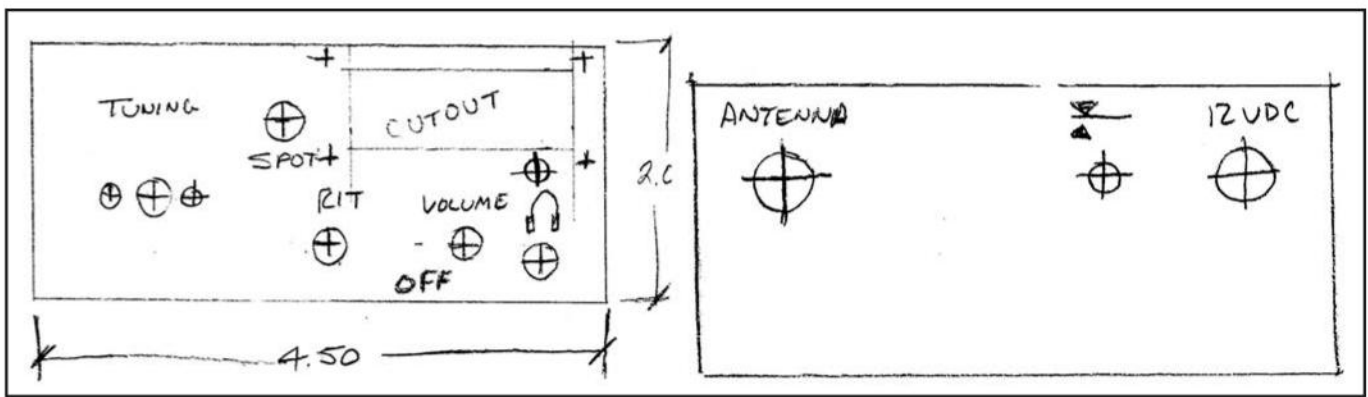 TUNING
SPOT
CUTOUT
RIT
VOLUME
OFF
2.0
4.50
ANTENNA
12VDC